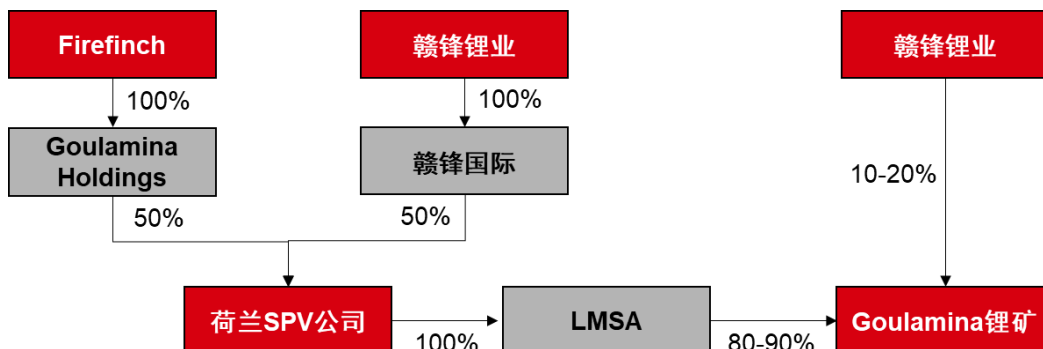 Firefinch
赣锋锂业
赣锋锂业
100%
100%
Goulamina
Holdings
赣锋国际
10-20%
50%
50%
荷兰SPV公司
100%
LMSA
80-90%
Goulamina锂矿